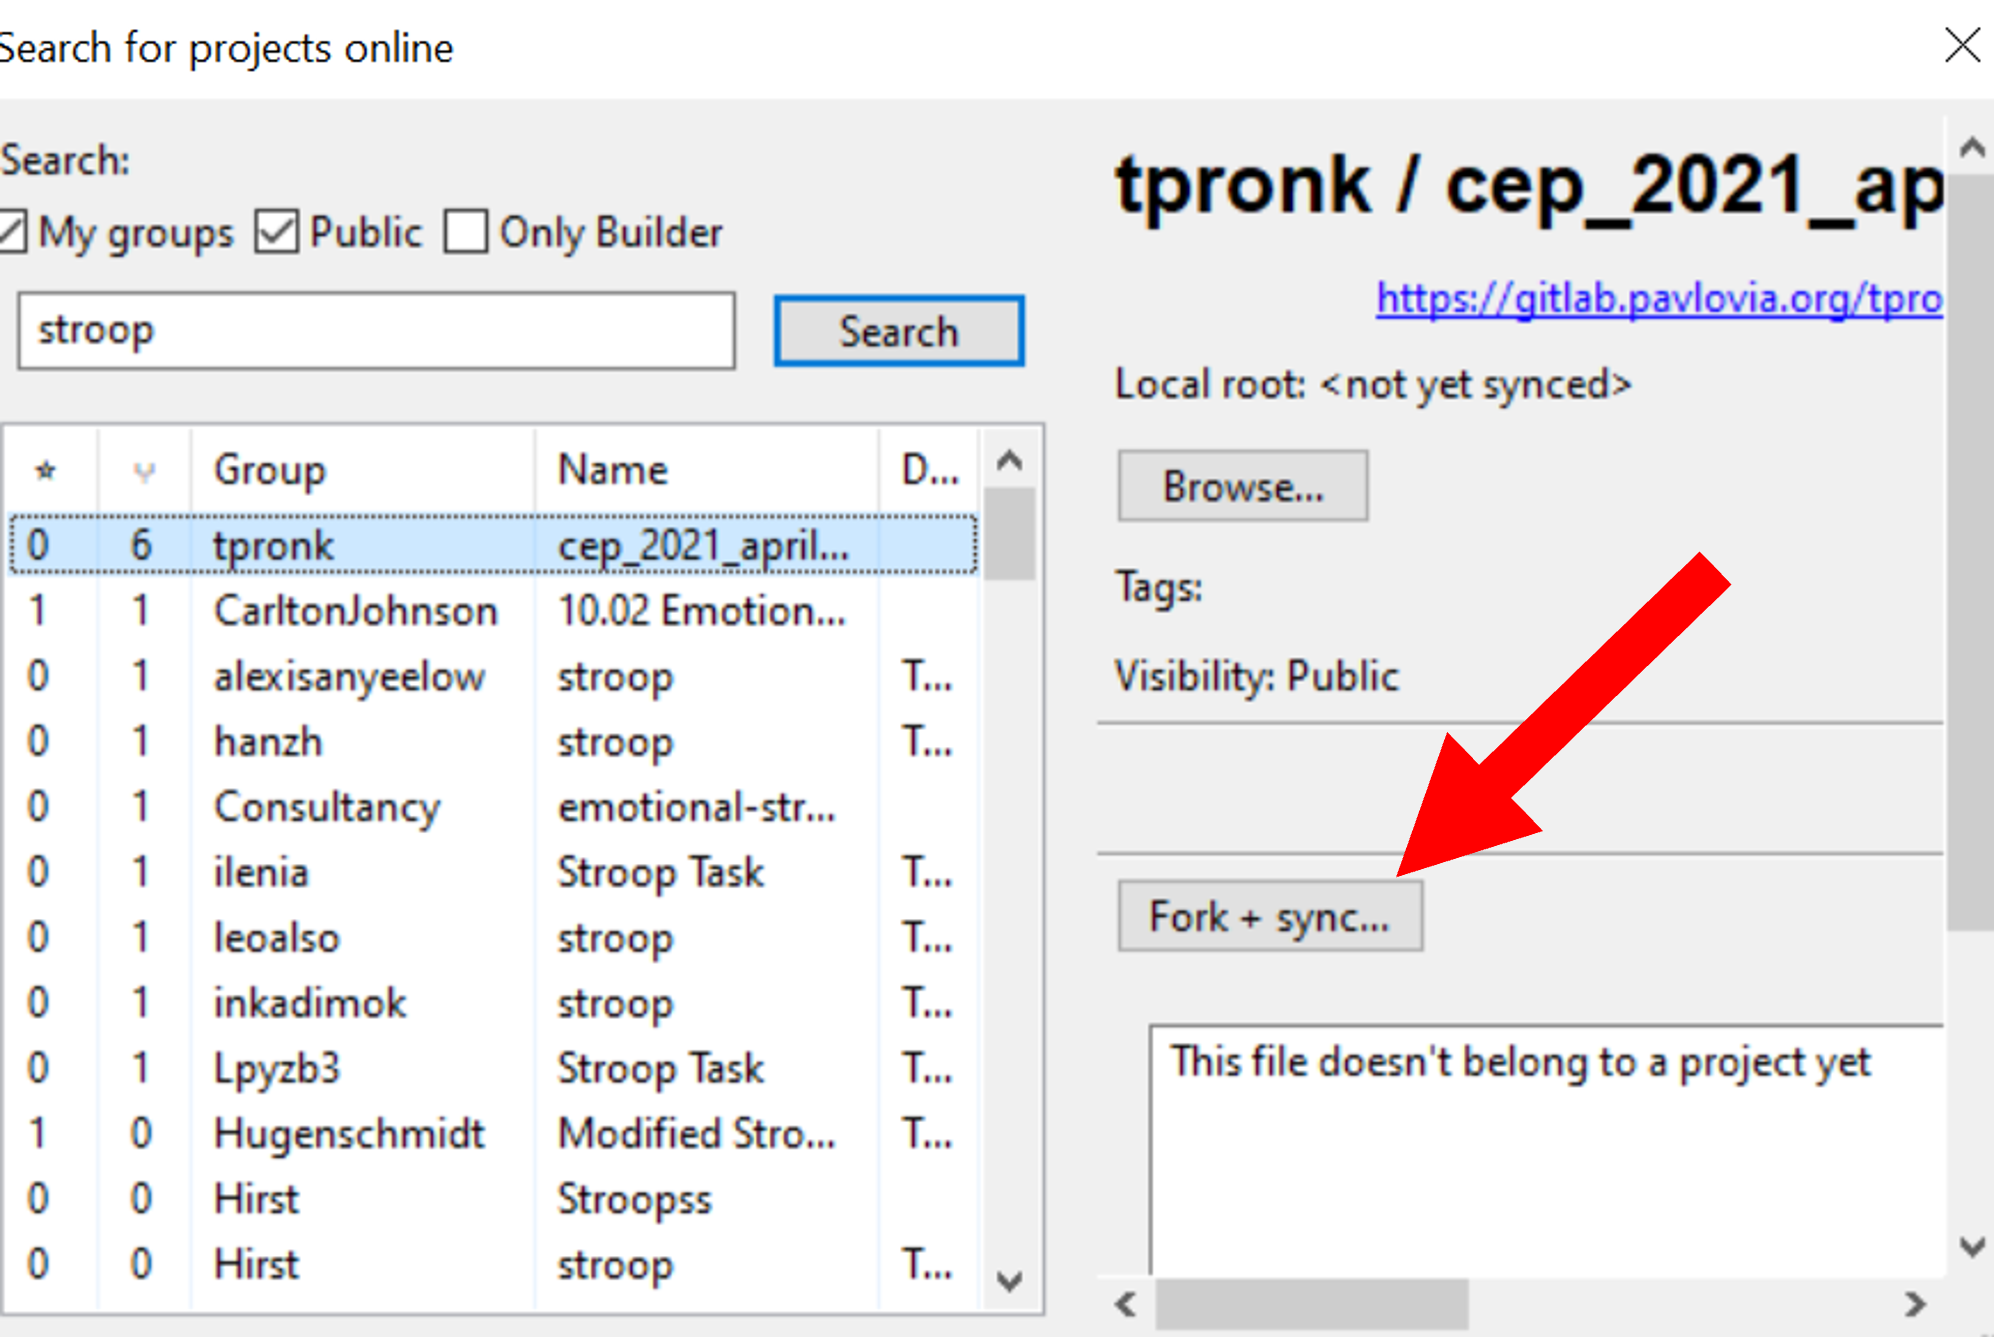 Search for projects online
Search:
My groups Public Only Builder
stroop Search
Group Name D...
0 6 tpronk cep_2021_april...
1 1 CarltonJohnson 10.02 Emotion...
0 1 alexisanyeelow stroop T...
0 1 hanzh stroop T...
0 1 Consultancy emotional-str...
0 1 ilenia Stroop Task T...
0 1 leoalso stroop T...
0 1 inkadimok stroop T...
0 1 Lpyzb3 Stroop Task T...
1 0 Hugenschmidt Modified Stro... T...
0 0 Hirst Stroopss
0 0 Hirst stroop T...
tpronk / cep_2021_ap
https://gitlab.pavlovia.org/tpro
Local root: <not yet synced>
Browse...
Tags:
Visibility: Public
Fork + sync...
This file doesn't belong to a project yet